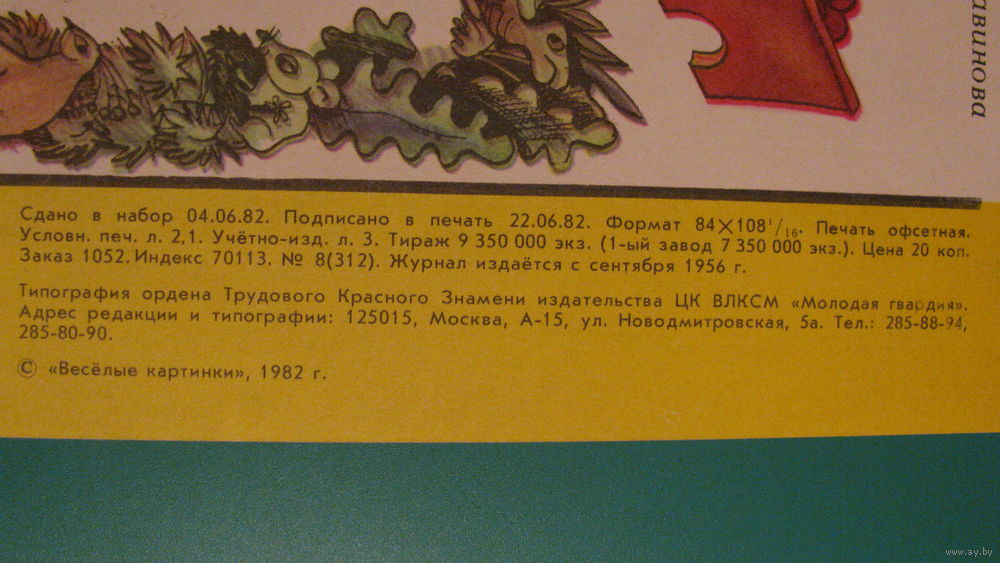 Сдано в набор 04.06.82. Подписано в печать 22.06.82. Формат 84×108¹/₁₆. Печать офсетная.
Условн. печ. л. 2,1. Учётно-изд. л. 3. Тираж 9 350 000 экз. (1-ый завод 7 350 000 экз.). Цена 20 коп.
Заказ 1052. Индекс 70113. № 8(312). Журнал издаётся с сентября 1956 г.
Типография ордена Трудового Красного Знамени издательства ЦК ВЛКСМ «Молодая гвардия».
Адрес редакции и типографии: 125015, Москва, А-15, ул. Новодмитровская, 5а. Тел.: 285-88-94,
285-80-90.
© «Весёлые картинки», 1982 г.
www.ay.by